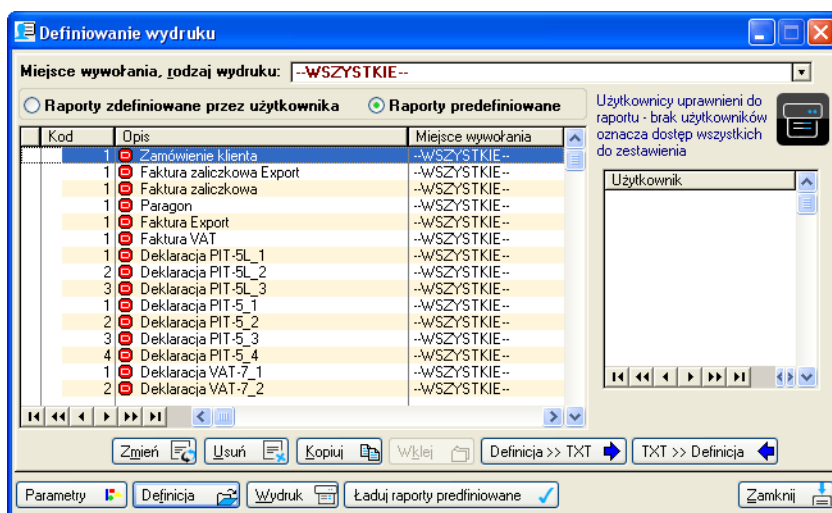 Definiowanie wydruku
Miejsce wywołania, rodzaj wydruku: --WSZYSTKIE--
Raporty zdefiniowane przez użytkownika Raporty predefiniowane
Użytkownicy uprawnieni do
raportu - brak użytkowników
oznacza dostęp wszystkich
do zestawienia
Kod Opis Miejsce wywołania
1 Zamówienie klienta --WSZYSTKIE--
1 Faktura zaliczkowa Export --WSZYSTKIE--
1 Faktura zaliczkowa --WSZYSTKIE--
1 Paragon --WSZYSTKIE--
1 Faktura Export --WSZYSTKIE--
1 Faktura VAT --WSZYSTKIE--
1 Deklaracja PIT-5L_1 --WSZYSTKIE--
2 Deklaracja PIT-5L_2 --WSZYSTKIE--
3 Deklaracja PIT-5L_3 --WSZYSTKIE--
1 Deklaracja PIT-5_1 --WSZYSTKIE--
2 Deklaracja PIT-5_2 --WSZYSTKIE--
3 Deklaracja PIT-5_3 --WSZYSTKIE--
4 Deklaracja PIT-5_4 --WSZYSTKIE--
1 Deklaracja VAT-7_1 --WSZYSTKIE--
2 Deklaracja VAT-7_2 --WSZYSTKIE--
Użytkownik
Zmień Usuń Kopiuj Wklej Definicja >> TXT TXT >> Definicja
Parametry Definicja Wydruk Ładuj raporty predfiniowane Zamknij